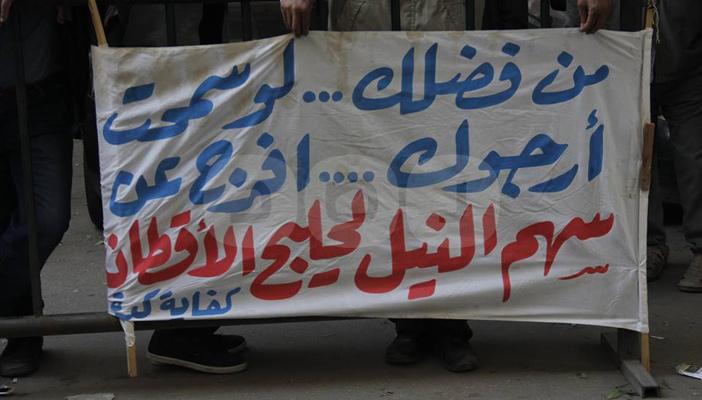 من فضلك ... لو سمحت
أرجوك .... افرج عن
سهم النيل لحليج الأقطان
كفاية كدة